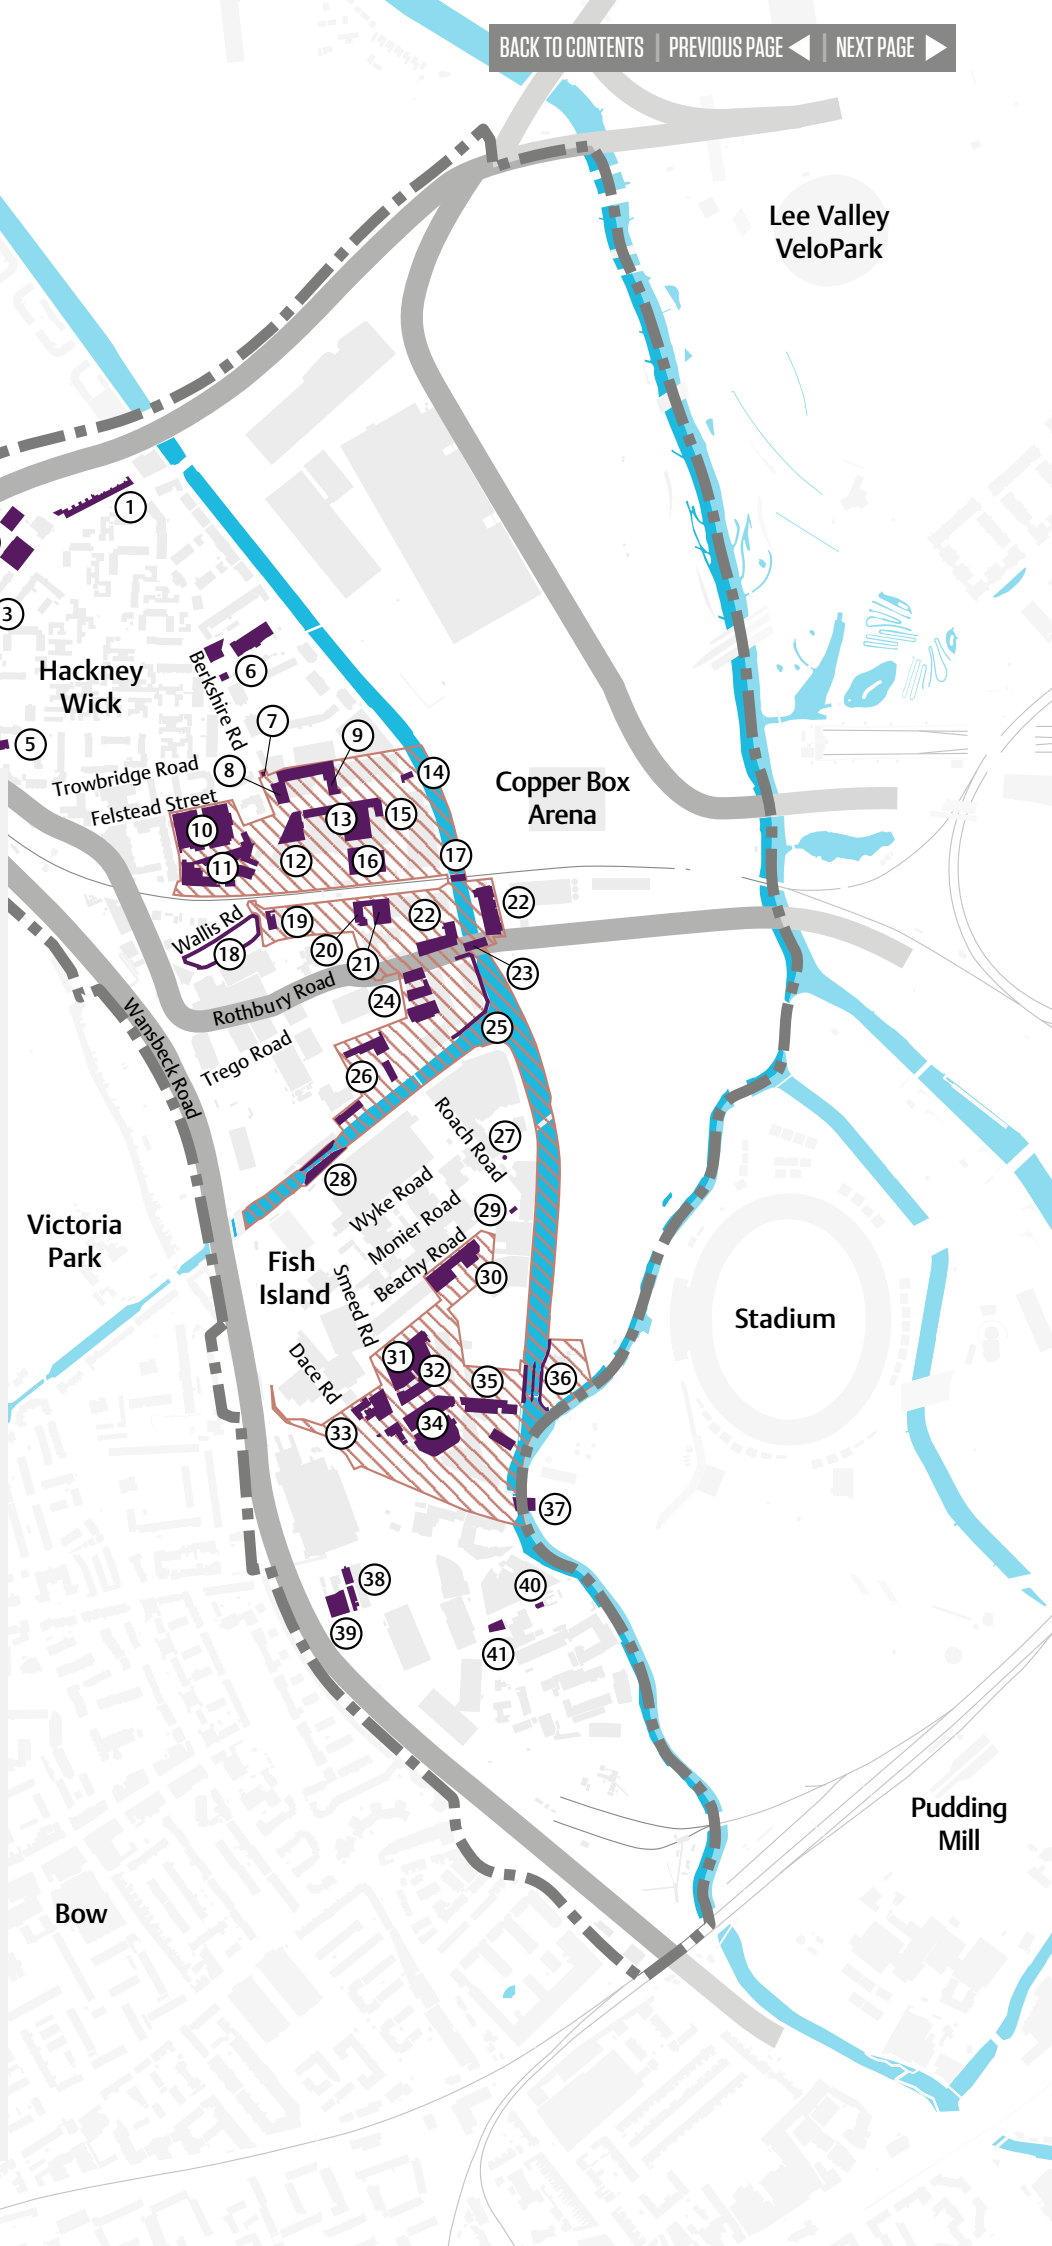 BACK TO CONTENTS | PREVIOUS PAGE | NEXT PAGE
Lee Valley
VeloPark
1
3
Hackney
Wick
6
Berkshire Rd
5
7
9
8
Trowbridge Road
14
Copper Box
Arena
Felstead Street
10
13
15
11
12
16
17
22
Wallis Rd
19
22
18
20
21
23
24
Rothbury Road
25
Wansbeck Road
Trego Road
26
Roach Road
27
28
Wyke Road
29
Monier Road
Victoria
Park
Beachy Road
Fish
Island
30
Smeed Rd
Stadium
31
32
Dace Rd
35
36
33
34
37
38
40
39
41
Pudding
Mill
Bow